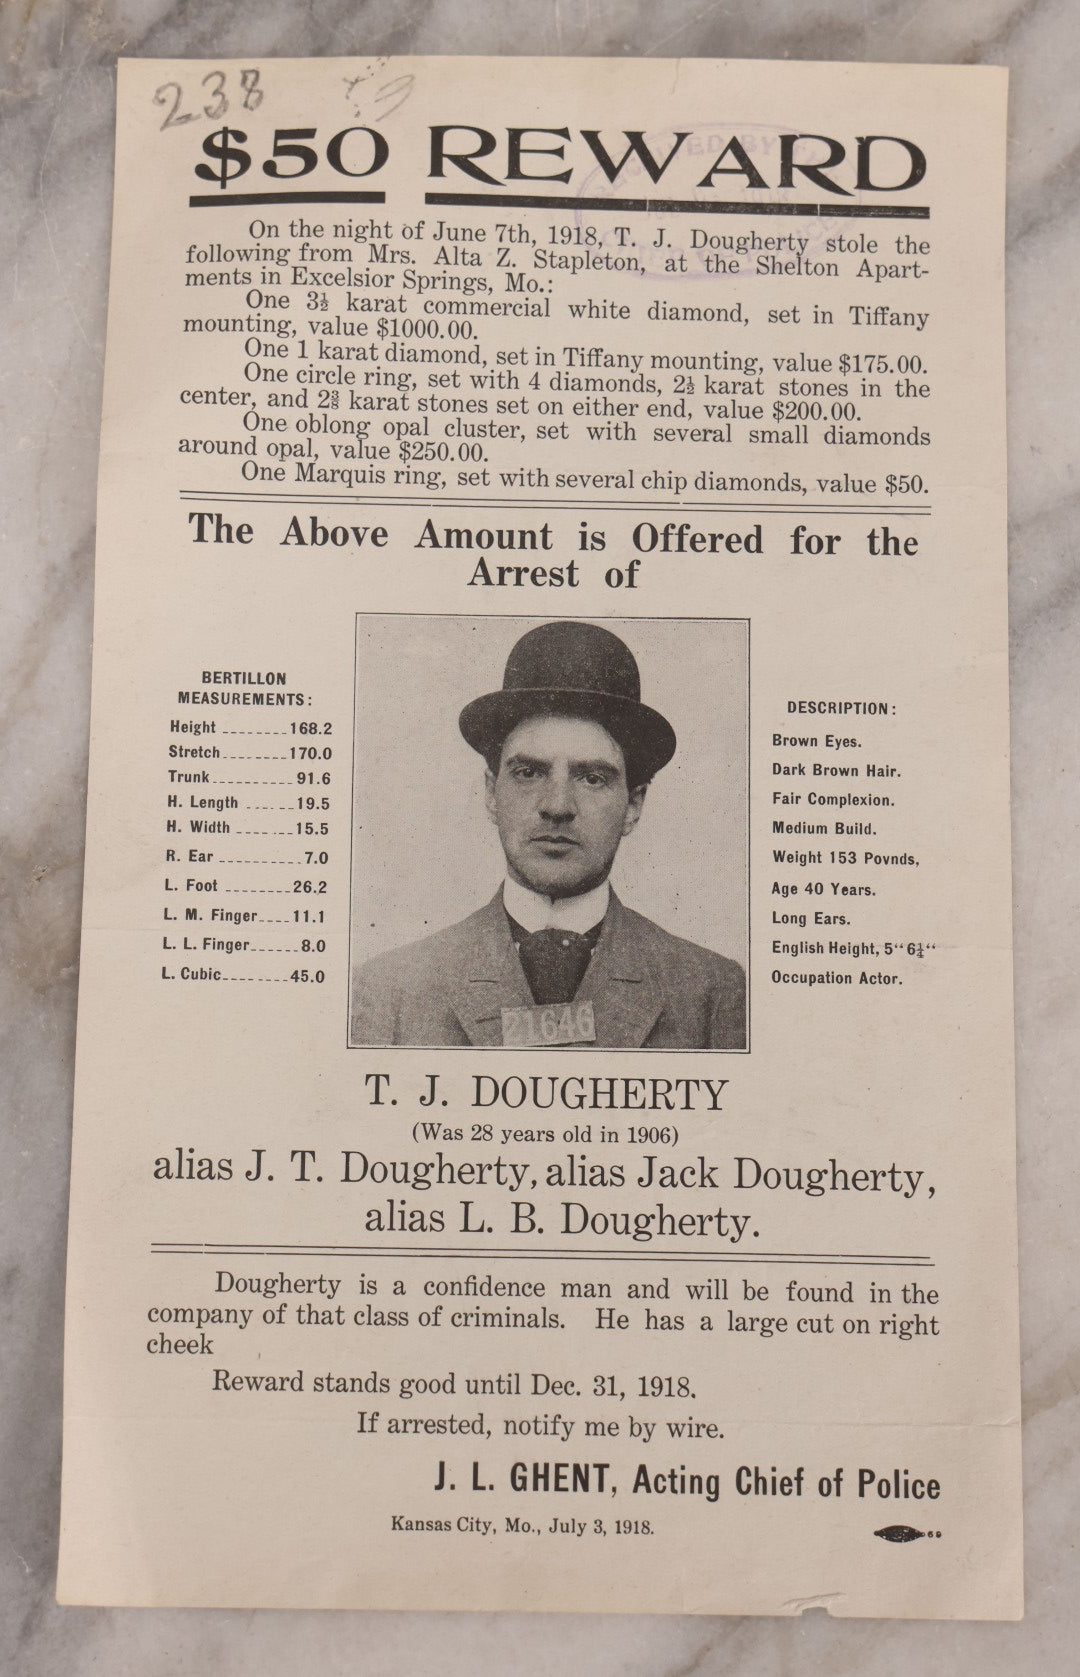 238
$50 REWARD
On the night of June 7th, 1918, T. J. Dougherty stole the
following from Mrs. Alta Z. Stapleton, at the Shelton Apart-
ments in Excelsior Springs, Mo.:
One 3½ karat commercial white diamond, set in Tiffany
mounting, value $1000.00.
One 1 karat diamond, set in Tiffany mounting, value $175.00.
One circle ring, set with 4 diamonds, 2½ karat stones in the
center, and 2⅜ karat stones set on either end, value $200.00.
One oblong opal cluster, set with several small diamonds
around opal, value $250.00.
One Marquis ring, set with several chip diamonds, value $50.
The Above Amount is Offered for the
Arrest of
BERTILLON
MEASUREMENTS:
Height ........ 168.2
Stretch ........ 170.0
Trunk .......... 91.6
H. Length ...... 19.5
H. Width ....... 15.5
R. Ear .......... 7.0
L. Foot ........ 26.2
L. M. Finger .... 11.1
L. L. Finger ...... 8.0
L. Cubic ........ 45.0
21646
DESCRIPTION:
Brown Eyes.
Dark Brown Hair.
Fair Complexion.
Medium Build.
Weight 153 Povnds,
Age 40 Years.
Long Ears.
English Height, 5“ 6¼“
Occupation Actor.
T. J. DOUGHERTY
(Was 28 years old in 1906)
alias J. T. Dougherty, alias Jack Dougherty,
alias L. B. Dougherty.
Dougherty is a confidence man and will be found in the
company of that class of criminals. He has a large cut on right
cheek
Reward stands good until Dec. 31, 1918.
If arrested, notify me by wire.
J. L. GHENT, Acting Chief of Police
Kansas City, Mo., July 3, 1918.
69